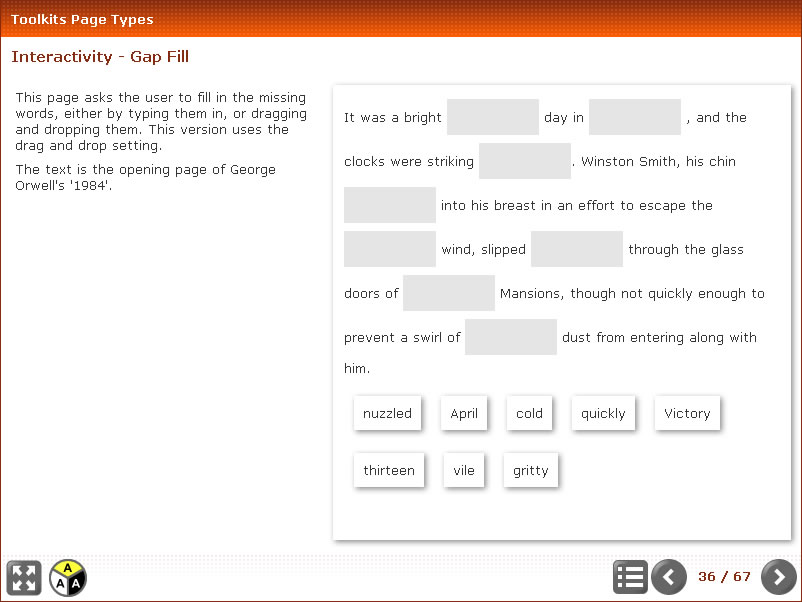 Toolkits Page Types
Interactivity - Gap Fill
This page asks the user to fill in the missing
words, either by typing them in, or dragging
and dropping them. This version uses the
drag and drop setting.
The text is the opening page of George
Orwell's '1984'.
It was a bright day in , and the
clocks were striking . Winston Smith, his chin
into his breast in an effort to escape the
wind, slipped through the glass
doors of Mansions, though not quickly enough to
prevent a swirl of dust from entering along with
him.
nuzzled April cold quickly Victory
thirteen vile gritty
A A A
36 / 67